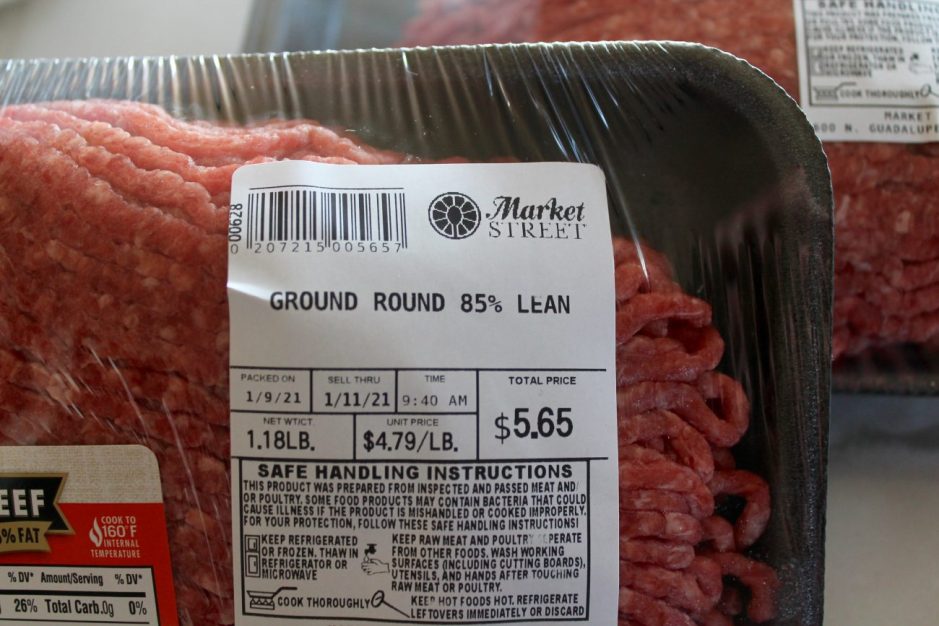 SAFE HANDLING
KEEP REFRIGERATED
COOK THOROUGHLY
MARKET
600 N. GUADALUPE
00628
207215 005657
Market
STREET
GROUND ROUND 85% LEAN
PACKED ON SELL THRU TIME TOTAL PRICE
1/9/21 1/11/21 9:40 AM
$5.65
NET WT/CT. UNIT PRICE
1.18LB. $4.79/LB.
SAFE HANDLING INSTRUCTIONS
THIS PRODUCT WAS PREPARED FROM INSPECTED AND PASSED MEAT AND/
OR POULTRY. SOME FOOD PRODUCTS MAY CONTAIN BACTERIA THAT COULD
CAUSE ILLNESS IF THE PRODUCT IS MISHANDLED OR COOKED IMPROPERLY.
FOR YOUR PROTECTION, FOLLOW THESE SAFE HANDLING INSTRUCTIONS!
KEEP REFRIGERATED
OR FROZEN. THAW IN
REFRIGERATOR OR
MICROWAVE
KEEP RAW MEAT AND POULTRY PERATE
FROM OTHER FOODS. WASH WORKING
SURFACES (INCLUDING CUTTING BOARDS),
UTENSILS, AND HANDS AFTER TOUCHING
RAW MEAT OR POULTRY.
COOK THOROUGHLY
KEEP HOT FOODS HOT. REFRIGERATE
LEFTOVERS IMMEDIATELY OR DISCARD
EEF
% FAT
COOK TO
160°F
INTERNAL
TEMPERATURE
% DV* Amount/Serving % DV*
26% Total Carb.0g 0%